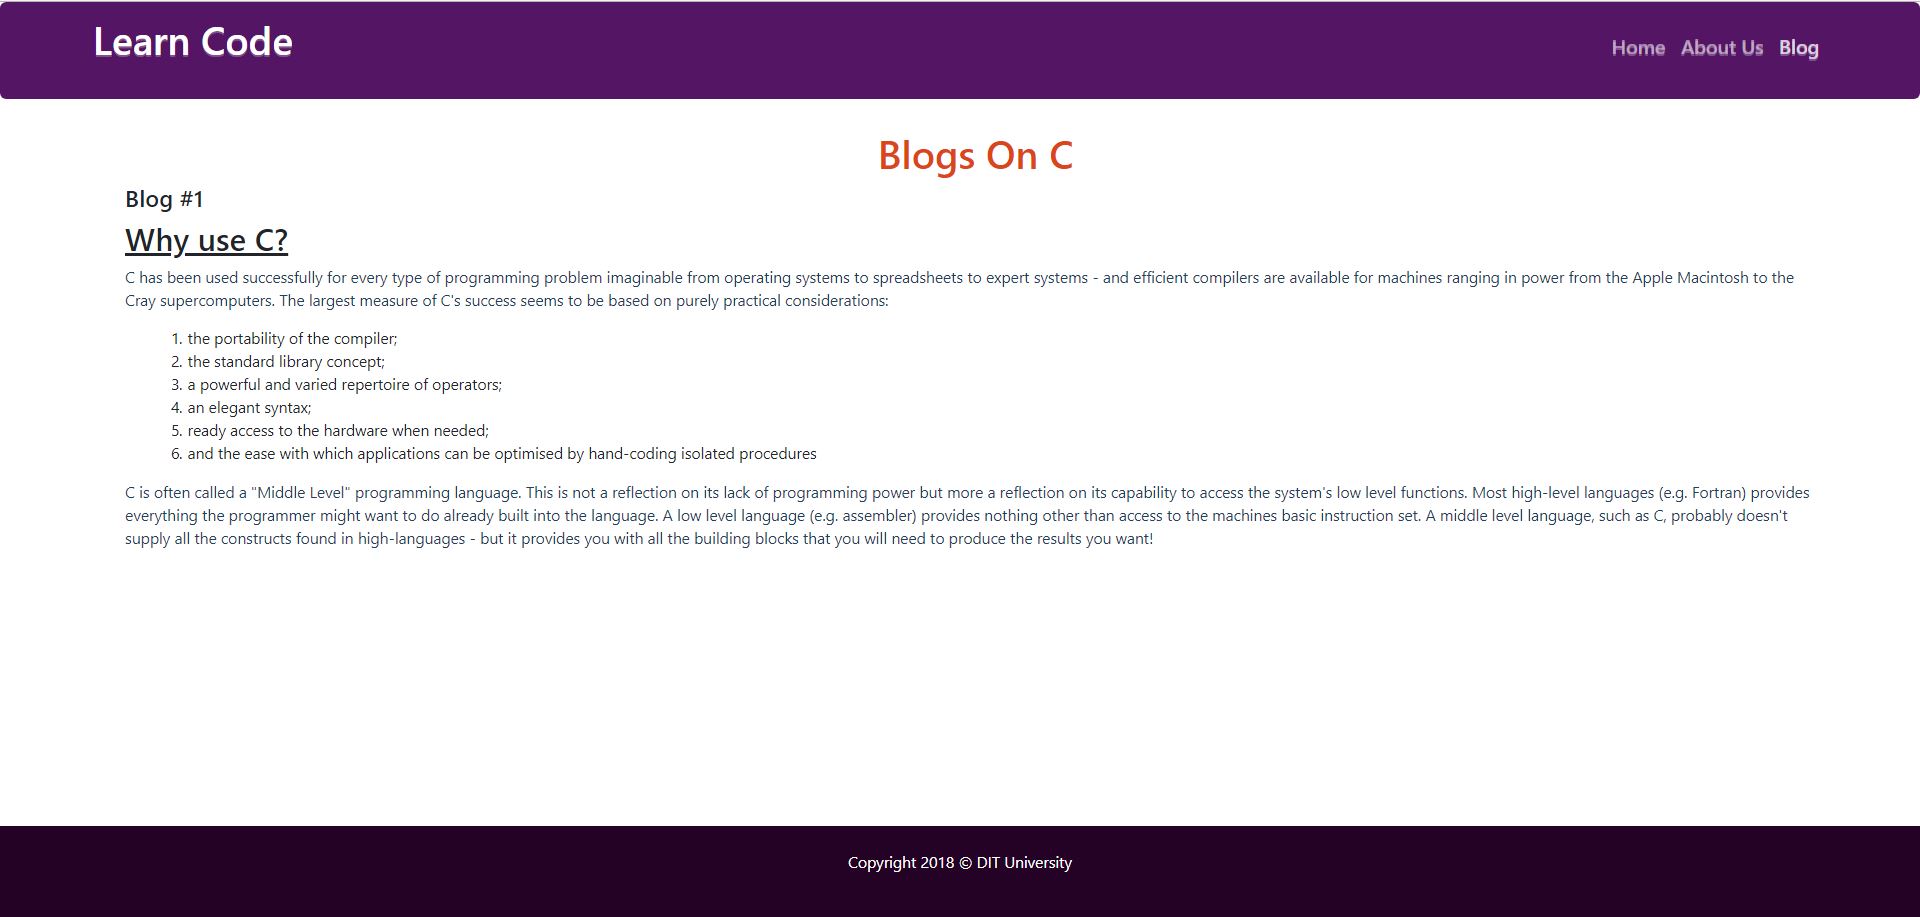 Learn Code
Home About Us Blog
Blogs On C
Blog #1
Why use C?
C has been used successfully for every type of programming problem imaginable from operating systems to spreadsheets to expert systems - and efficient compilers are available for machines ranging in power from the Apple Macintosh to the
Cray supercomputers. The largest measure of C's success seems to be based on purely practical considerations:
1. the portability of the compiler;
2. the standard library concept;
3. a powerful and varied repertoire of operators;
4. an elegant syntax;
5. ready access to the hardware when needed;
6. and the ease with which applications can be optimised by hand-coding isolated procedures
C is often called a "Middle Level" programming language. This is not a reflection on its lack of programming power but more a reflection on its capability to access the system's low level functions. Most high-level languages (e.g. Fortran) provides
everything the programmer might want to do already built into the language. A low level language (e.g. assembler) provides nothing other than access to the machines basic instruction set. A middle level language, such as C, probably doesn't
supply all the constructs found in high-languages - but it provides you with all the building blocks that you will need to produce the results you want!
Copyright 2018 © DIT University